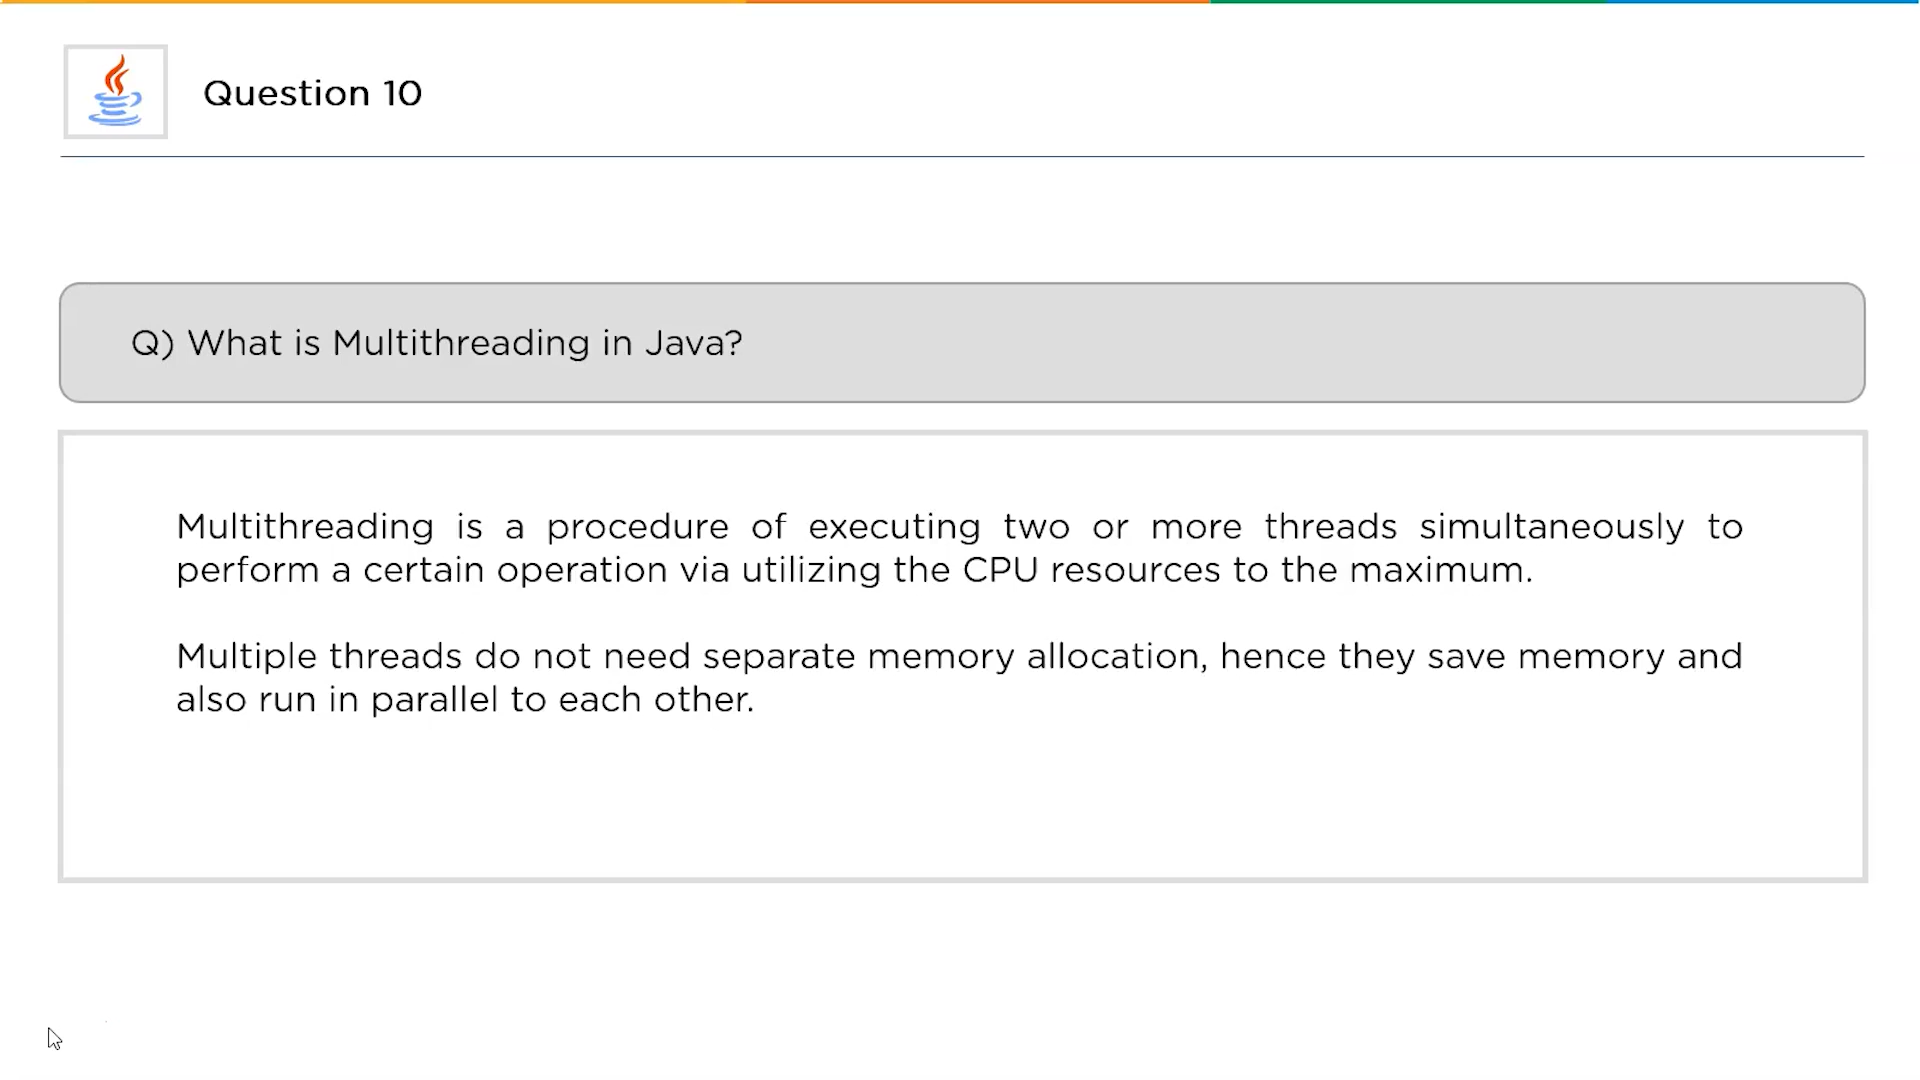 Question 10
Q) What is Multithreading in Java?
Multithreading is a procedure of executing two or more threads simultaneously to
perform a certain operation via utilizing the CPU resources to the maximum.
Multiple threads do not need separate memory allocation, hence they save memory and
also run in parallel to each other.